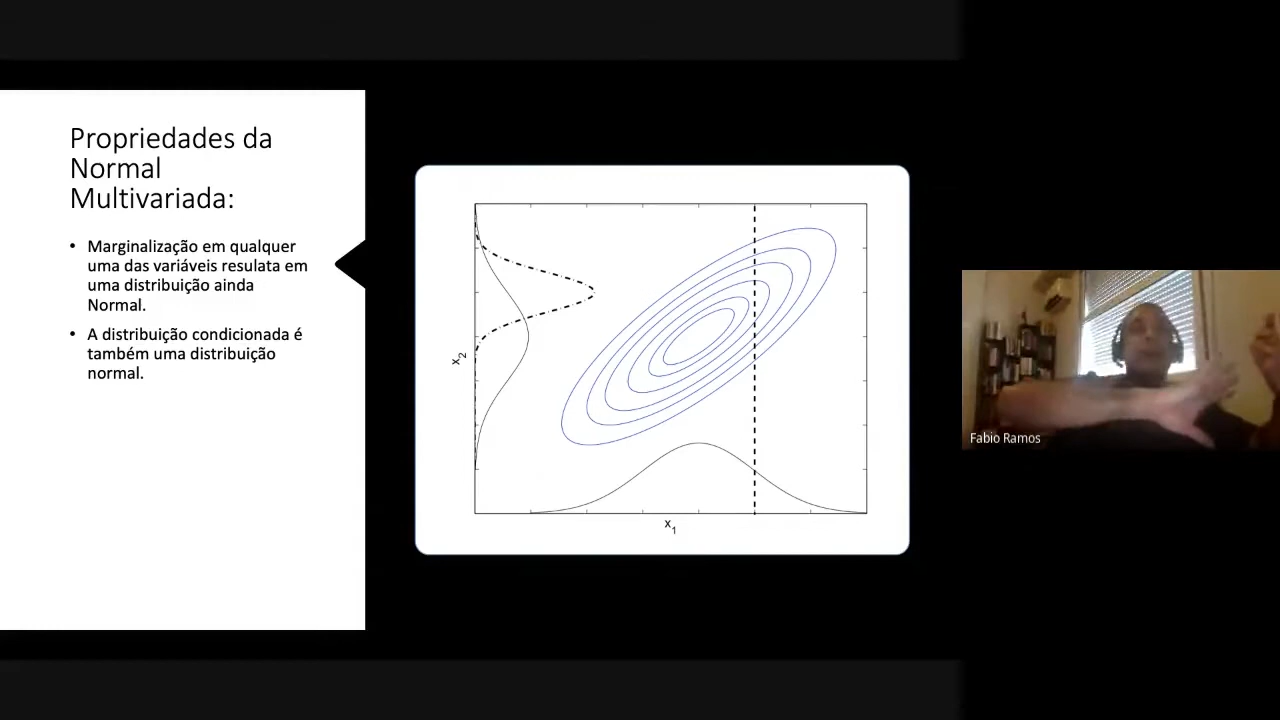 Propriedades da
Normal
Multivariada:
• Marginalização em qualquer
uma das variáveis resulata em
uma distribuição ainda
Normal.
• A distribuição condicionada é
também uma distribuição
normal.
x2
x1
Fabio Ramos